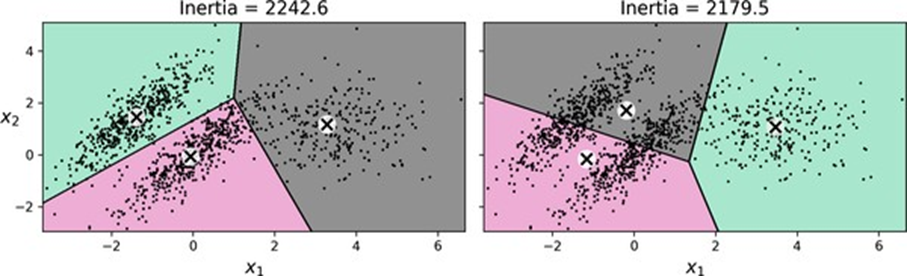 Inertia = 2242.6
Inertia = 2179.5
4
2
x2
0
−2
−2 0 2 4 6
−2 0 2 4 6
x1
x1